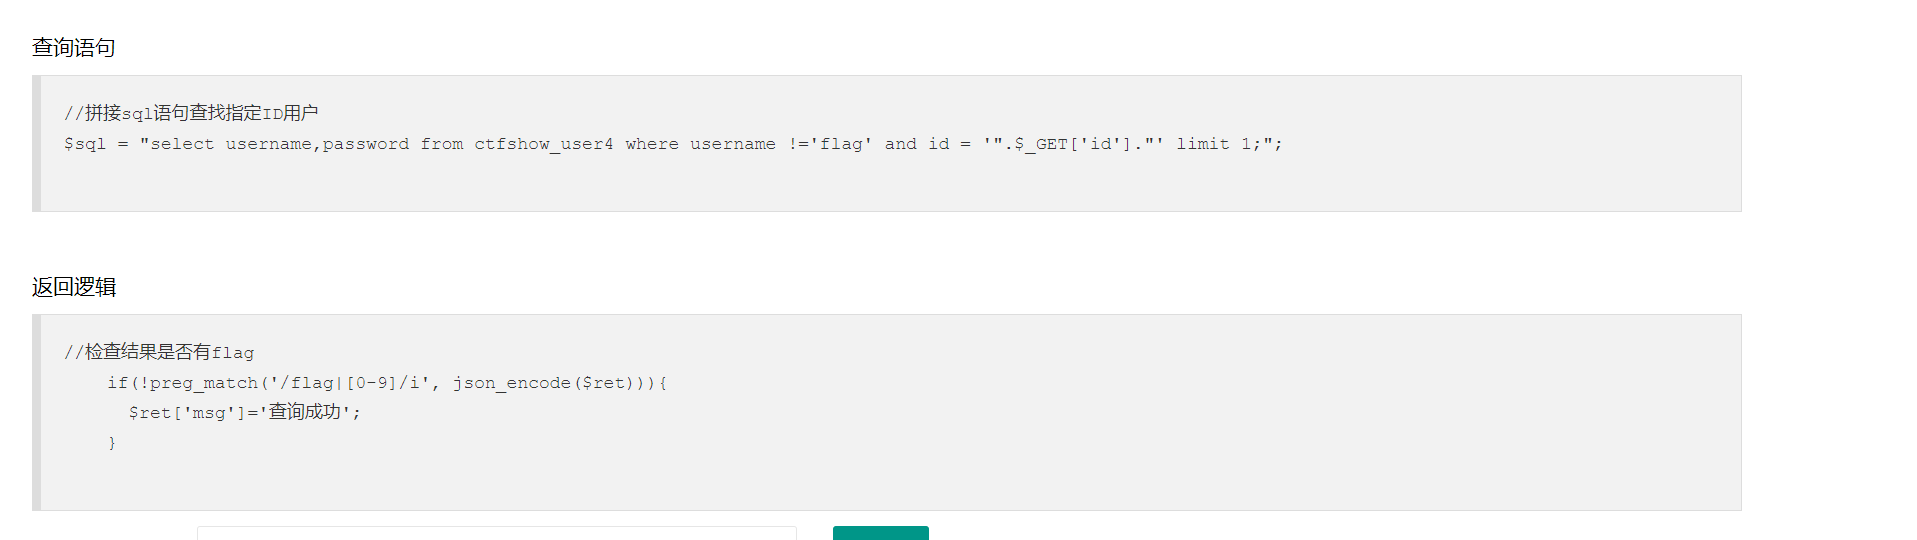 查询语句
//拼接sql语句查找指定ID用户
$sql = "select username,password from ctfshow_user4 where username !='flag' and id = '".$_GET['id']."' limit 1;";
返回逻辑
//检查结果是否有flag
if(!preg_match('/flag|[0-9]/i', json_encode($ret))){
$ret['msg']='查询成功';
}